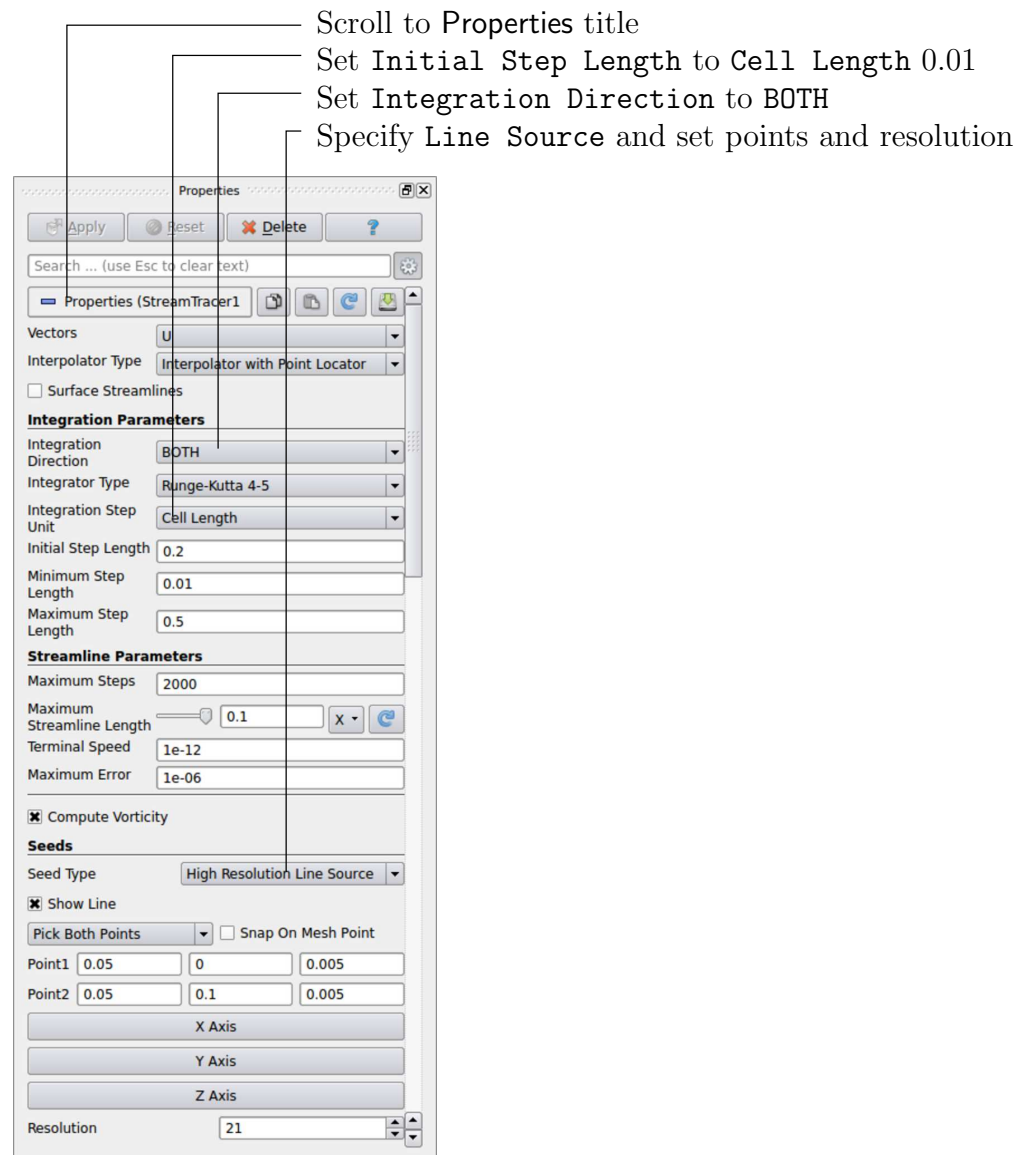 Scroll to Properties title
Set Initial Step Length to Cell Length 0.01
Set Integration Direction to BOTH
Specify Line Source and set points and resolution
Properties
Apply Reset Delete ?
Search ... (use Esc to clear text)
Properties (StreamTracer1
Vectors U
Interpolator Type Interpolator with Point Locator
Surface Streamlines
Integration Parameters
Integration
Direction BOTH
Integrator Type Runge-Kutta 4-5
Integration Step
Unit Cell Length
Initial Step Length 0.2
Minimum Step
Length 0.01
Maximum Step
Length 0.5
Streamline Parameters
Maximum Steps 2000
Maximum
Streamline Length 0.1 X
Terminal Speed 1e-12
Maximum Error 1e-06
Compute Vorticity
Seeds
Seed Type High Resolution Line Source
Show Line
Pick Both Points Snap On Mesh Point
Point1 0.05 0 0.005
Point2 0.05 0.1 0.005
X Axis
Y Axis
Z Axis
Resolution 21